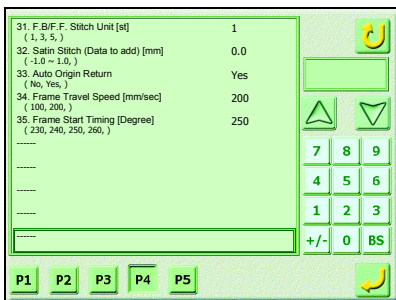 31. F.B/F.F. Stitch Unit [st] 1
( 1, 3, 5, )
32. Satin Stitch (Data to add) [mm] 0.0
( -1.0 ~ 1.0, )
33. Auto Origin Return Yes
( No, Yes, )
34. Frame Travel Speed [mm/sec] 200
( 100, 200, )
35. Frame Start Timing [Degree] 250
( 230, 240, 250, 260, )
------
------
------
------
------
7 8 9
4 5 6
1 2 3
+/- 0 BS
P1 P2 P3 P4 P5